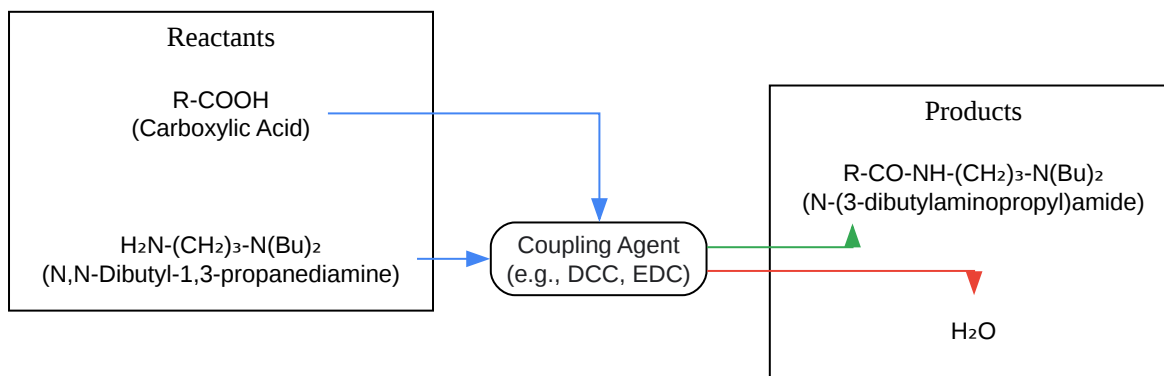 Reactants
R-COOH
(Carboxylic Acid)
H₂N-(CH₂)₃-N(Bu)₂
(N,N-Dibutyl-1,3-propanediamine)
Coupling Agent
(e.g., DCC, EDC)
Products
R-CO-NH-(CH₂)₃-N(Bu)₂
(N-(3-dibutylaminopropyl)amide)
H₂O